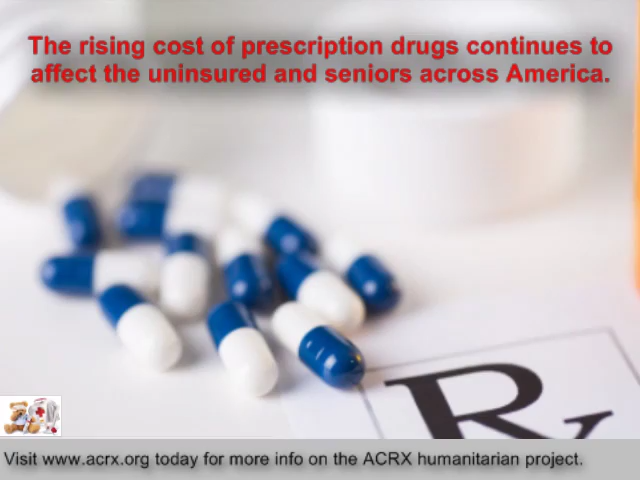 The rising cost of prescription drugs continues to
affect the uninsured and seniors across America.
Rx
Visit www.acrx.org today for more info on the ACRX humanitarian project.